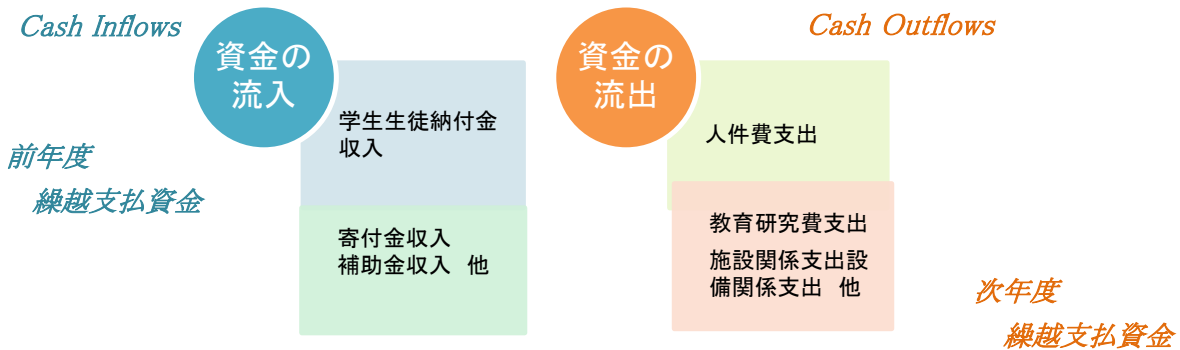 Cash Inflows
資金の
流入
学生生徒納付金
収入
前年度
繰越支払資金
寄付金収入
補助金収入 他
Cash Outflows
資金の
流出
人件費支出
教育研究費支出
施設関係支出設
備関係支出 他
次年度
繰越支払資金